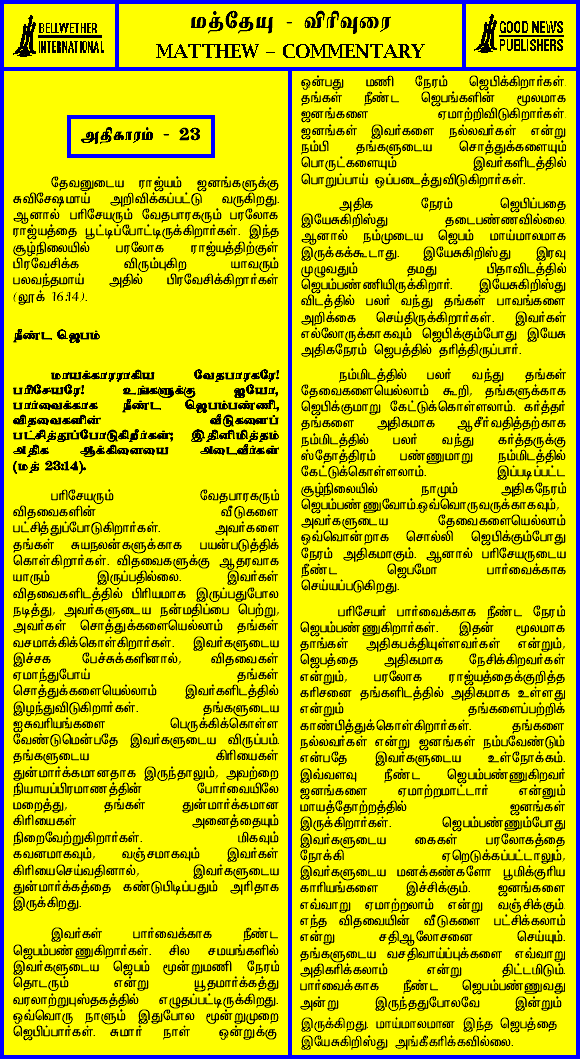 BELLWETHER
INTERNATIONAL
மத்தேயு - விரிவுரை
MATTHEW – COMMENTARY
GOOD NEWS
PUBLISHERS
அதிகாரம் - 23
தேவனுடைய ராஜ்யம் ஜனங்களுக்கு
சுவிசேஷமாய் அறிவிக்கப்பட்டு வருகிறது.
ஆனால் பரிசேயரும் வேதபாரகரும் பரலோக
ராஜ்யத்தை பூட்டிப்போட்டிருக்கிறார்கள். இந்த
சூழ்நிலையில் பரலோக ராஜ்யத்திற்குள்
பிரவேசிக்க விரும்புகிற யாவரும்
பலவந்தமாய் அதில் பிரவேசிக்கிறார்கள்
(லூக் 16:14).
நீண்ட ஜெபம்
மாயக்காரராகிய வேதபாரகரே!
பரிசேயரே! உங்களுக்கு ஐயோ,
பார்வைக்காக நீண்ட ஜெபம்பண்ணி,
விதவைகளின் வீடுகளைப்
பட்சித்துப்போடுகிறீர்கள்; இதினிமித்தம்
அதிக ஆக்கினையை அடைவீர்கள்
(மத் 23:14).
பரிசேயரும் வேதபாரகரும்
விதவைகளின் வீடுகளை
பட்சித்துப்போடுகிறார்கள். அவர்களை
தங்கள் சுயநலன்களுக்காக பயன்படுத்திக்
கொள்கிறார்கள். விதவைகளுக்கு ஆதரவாக
யாரும் இருப்பதில்லை. இவர்கள்
விதவைகளிடத்தில் பிரியமாக இருப்பதுபோல
நடித்து, அவர்களுடைய நன்மதிப்பை பெற்று,
அவர்கள் சொத்துக்களையெல்லாம் தங்கள்
வசமாக்கிக்கொள்கிறார்கள். இவர்களுடைய
இச்சக பேச்சுக்களினால், விதவைகள்
ஏமாந்துபோய் தங்கள்
சொத்துக்களையெல்லாம் இவர்களிடத்தில்
இழந்துவிடுகிறார்கள். தங்களுடைய
ஐசுவரியங்களை பெருக்கிக்கொள்ள
வேண்டுமென்பதே இவர்களுடைய விருப்பம்.
தங்களுடைய கிரியைகள்
துன்மார்க்கமானதாக இருந்தாலும், அவற்றை
நியாயப்பிரமாணத்தின் போர்வையிலே
மறைத்து, தங்கள் துன்மார்க்கமான
கிரியைகள் அனைத்தையும்
நிறைவேற்றுகிறார்கள். மிகவும்
கவனமாகவும், வஞ்சமாகவும் இவர்கள்
கிரியைசெய்வதினால், இவர்களுடைய
துன்மார்க்கத்தை கண்டுபிடிப்பதும் அரிதாக
இருக்கிறது.
இவர்கள் பார்வைக்காக நீண்ட
ஜெபம்பண்ணுகிறார்கள். சில சமயங்களில்
இவர்களுடைய ஜெபம் மூன்றுமணி நேரம்
தொடரும் என்று யூதமார்க்கத்து
வரலாற்றுபுஸ்தகத்தில் எழுதப்பட்டிருக்கிறது.
ஒவ்வொரு நாளும் இதுபோல மூன்றுமுறை
ஜெபிப்பார்கள். சுமார் நாள் ஒன்றுக்கு
ஒன்பது மணி நேரம் ஜெபிக்கிறார்கள்.
தங்கள் நீண்ட ஜெபங்களின் மூலமாக
ஜனங்களை ஏமாற்றிவிடுகிறார்கள்.
ஜனங்கள் இவர்களை நல்லவர்கள் என்று
நம்பி தங்களுடைய சொத்துக்களையும்
பொருட்களையும் இவர்களிடத்தில்
பொறுப்பாய் ஒப்படைத்துவிடுகிறார்கள்.
அதிக நேரம் ஜெபிப்பதை
இயேசுகிறிஸ்து தடைபண்ணவில்லை.
ஆனால் நம்முடைய ஜெபம் மாய்மாலமாக
இருக்கக்கூடாது. இயேசுகிறிஸ்து இரவு
முழுவதும் தமது பிதாவிடத்தில்
ஜெபம்பண்ணியிருக்கிறார். இயேசுகிறிஸ்து
விடத்தில் பலர் வந்து தங்கள் பாவங்களை
அறிக்கை செய்திருக்கிறார்கள். இவர்கள்
எல்லோருக்காகவும் ஜெபிக்கும்போது இயேசு
அதிகநேரம் ஜெபத்தில் தரித்திருப்பார்.
நம்மிடத்தில் பலர் வந்து தங்கள்
தேவைகளையெல்லாம் கூறி, தங்களுக்காக
ஜெபிக்குமாறு கேட்டுக்கொள்ளலாம். கர்த்தர்
தங்களை அதிகமாக ஆசீர்வதித்தற்காக
நம்மிடத்தில் பலர் வந்து கர்த்தருக்கு
ஸ்தோத்திரம் பண்ணுமாறு நம்மிடத்தில்
கேட்டுக்கொள்ளலாம். இப்படிப்பட்ட
சூழ்நிலையில் நாமும் அதிகநேரம்
ஜெபம்பண்ணுவோம்.ஒவ்வொருவருக்காகவும்,
அவர்களுடைய தேவைகளையெல்லாம்
ஒவ்வொன்றாக சொல்லி ஜெபிக்கும்போது
நேரம் அதிகமாகும். ஆனால் பரிசேயருடைய
நீண்ட ஜெபமோ பார்வைக்காக
செய்யப்படுகிறது.
பரிசேயர் பார்வைக்காக நீண்ட நேரம்
ஜெபம்பண்ணுகிறார்கள். இதன் மூலமாக
தாங்கள் அதிகபக்தியுள்ளவர்கள் என்றும்,
ஜெபத்தை அதிகமாக நேசிக்கிறவர்கள்
என்றும், பரலோக ராஜ்யத்தைக்குறித்த
கரிசனை தங்களிடத்தில் அதிகமாக உள்ளது
என்றும் தங்களைப்பற்றிக்
காண்பித்துக்கொள்கிறார்கள். தங்களை
நல்லவர்கள் என்று ஜனங்கள் நம்பவேண்டும்
என்பதே இவர்களுடைய உள்நோக்கம்.
இவ்வளவு நீண்ட ஜெபம்பண்ணுகிறவர்
ஜனங்களை ஏமாற்றமாட்டார் என்னும்
மாயத்தோற்றத்தில் ஜனங்கள்
இருக்கிறார்கள். ஜெபம்பண்ணும்போது
இவர்களுடைய கைகள் பரலோகத்தை
நோக்கி ஏறெடுக்கப்பட்டாலும்,
இவர்களுடைய மனக்கண்களோ பூமிக்குரிய
காரியங்களை இச்சிக்கும். ஜனங்களை
எவ்வாறு ஏமாற்றலாம் என்று வஞ்சிக்கும்.
எந்த விதவையின் வீடுகளை பட்சிக்கலாம்
என்று சதிஆலோசனை செய்யும்.
தங்களுடைய வசதிவாய்ப்புக்களை எவ்வாறு
அதிகரிக்கலாம் என்று திட்டமிடும்.
பார்வைக்காக நீண்ட ஜெபம்பண்ணுவது
அன்று இருந்ததுபோலவே இன்றும்
இருக்கிறது. மாய்மாலமான இந்த ஜெபத்தை
இயேசுகிறிஸ்து அங்கீகரிக்கவில்லை.